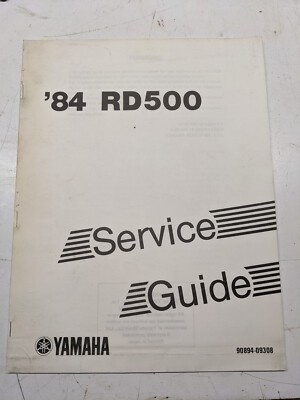 '84 RD500
Service
Guide
YAMAHA
90894-09308